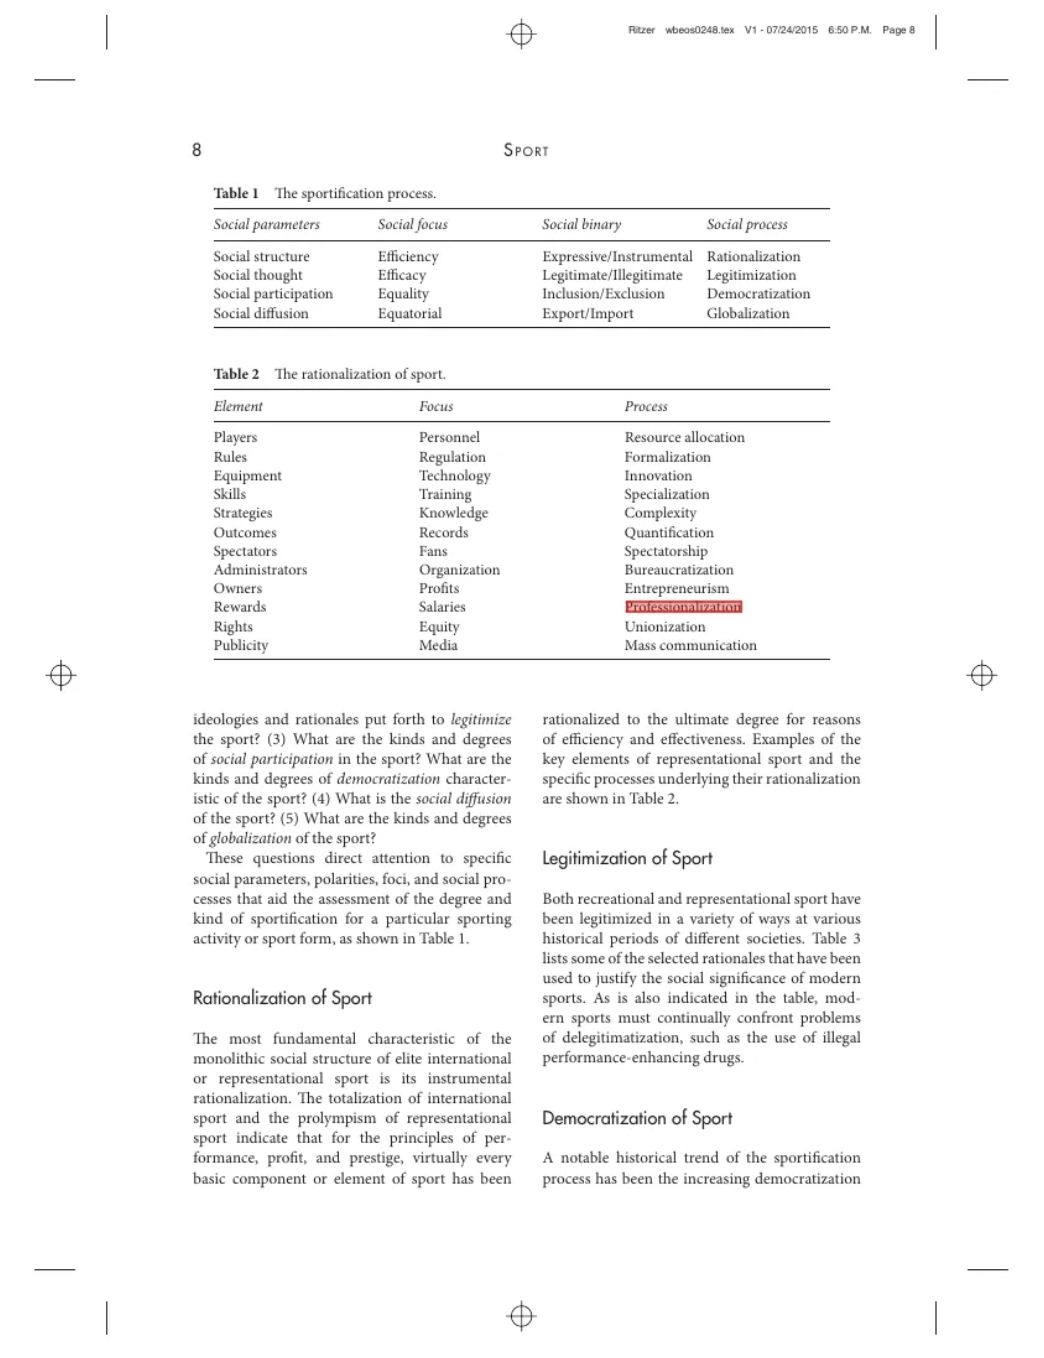 Ritzer wbeos0248.tex V1 - 07/24/2015 6:50 P.M. Page 8
8 SPORT
Table 1 The sportification process.
Social parameters Social focus Social binary Social process
Social structure Efficiency Expressive/Instrumental Rationalization
Social thought Efficacy Legitimate/Illegitimate Legitimization
Social participation Equality Inclusion/Exclusion Democratization
Social diffusion Equatorial Export/Import Globalization
Table 2 The rationalization of sport.
Element Focus Process
Players Personnel Resource allocation
Rules Regulation Formalization
Equipment Technology Innovation
Skills Training Specialization
Strategies Knowledge Complexity
Outcomes Records Quantification
Spectators Fans Spectatorship
Administrators Organization Bureaucratization
Owners Profits Entrepreneurism
Rewards Salaries Professionalization
Rights Equity Unionization
Publicity Media Mass communication
ideologies and rationales put forth to legitimize
the sport? (3) What are the kinds and degrees
of social participation in the sport? What are the
kinds and degrees of democratization character-
istic of the sport? (4) What is the social diffusion
of the sport? (5) What are the kinds and degrees
of globalization of the sport?
These questions direct attention to specific
social parameters, polarities, foci, and social pro-
cesses that aid the assessment of the degree and
kind of sportification for a particular sporting
activity or sport form, as shown in Table 1.
Rationalization of Sport
The most fundamental characteristic of the
monolithic social structure of elite international
or representational sport is its instrumental
rationalization. The totalization of international
sport and the prolympism of representational
sport indicate that for the principles of per-
formance, profit, and prestige, virtually every
basic component or element of sport has been
rationalized to the ultimate degree for reasons
of efficiency and effectiveness. Examples of the
key elements of representational sport and the
specific processes underlying their rationalization
are shown in Table 2.
Legitimization of Sport
Both recreational and representational sport have
been legitimized in a variety of ways at various
historical periods of different societies. Table 3
lists some of the selected rationales that have been
used to justify the social significance of modern
sports. As is also indicated in the table, mod-
ern sports must continually confront problems
of delegitimatization, such as the use of illegal
performance-enhancing drugs.
Democratization of Sport
A notable historical trend of the sportification
process has been the increasing democratization